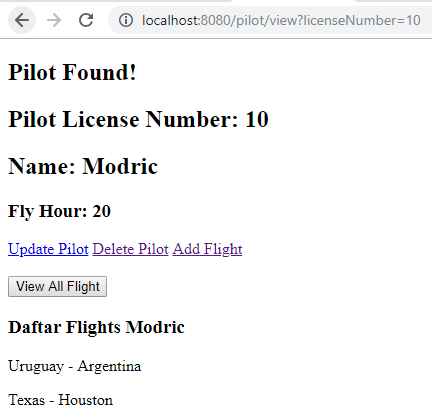 localhost:8080/pilot/view?licenseNumber=10
Pilot Found!
Pilot License Number: 10
Name: Modric
Fly Hour: 20
Update Pilot Delete Pilot Add Flight
View All Flight
Daftar Flights Modric
Uruguay - Argentina
Texas - Houston